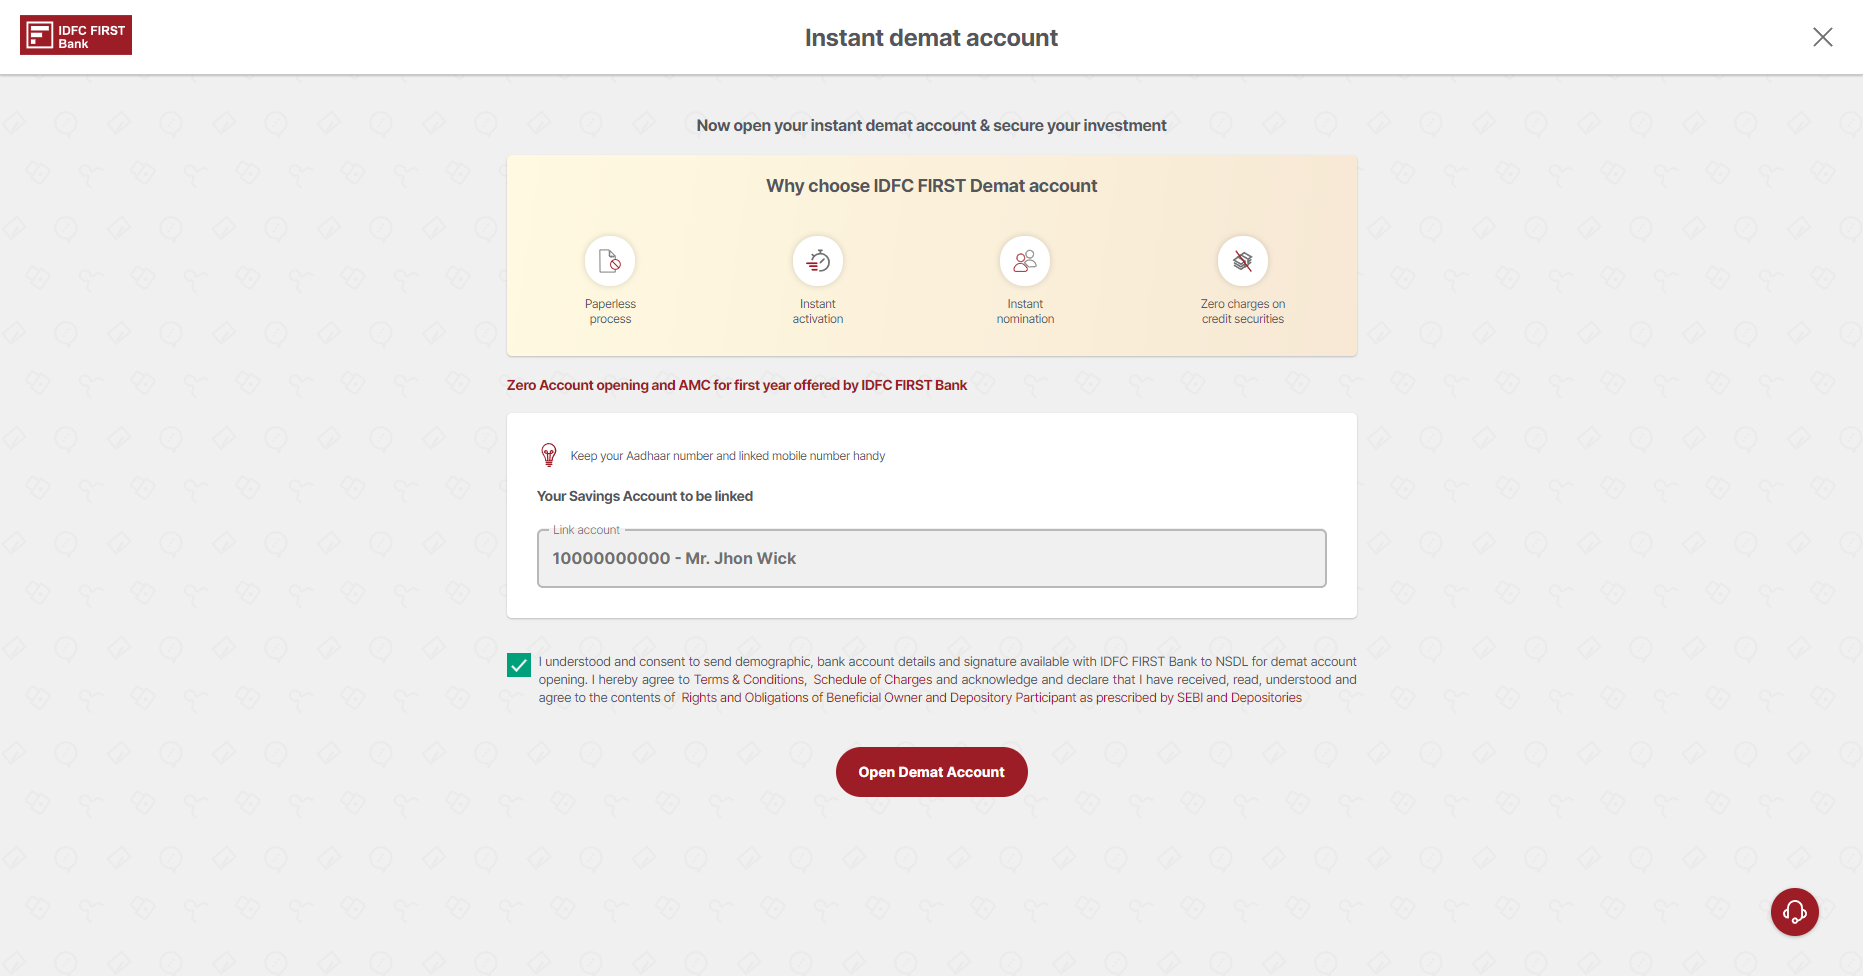 IDFC FIRST
Bank
Instant demat account
Now open your instant demat account & secure your investment
Why choose IDFC FIRST Demat account
Paperless
process
Instant
activation
Instant
nomination
Zero charges on
credit securities
Zero Account opening and AMC for first year offered by IDFC FIRST Bank
Keep your Aadhaar number and linked mobile number handy
Your Savings Account to be linked
Link account
10000000000 - Mr. Jhon Wick
I understood and consent to send demographic, bank account details and signature available with IDFC FIRST Bank to NSDL for demat account
opening. I hereby agree to Terms & Conditions, Schedule of Charges and acknowledge and declare that I have received, read, understood and
agree to the contents of Rights and Obligations of Beneficial Owner and Depository Participant as prescribed by SEBI and Depositories
Open Demat Account